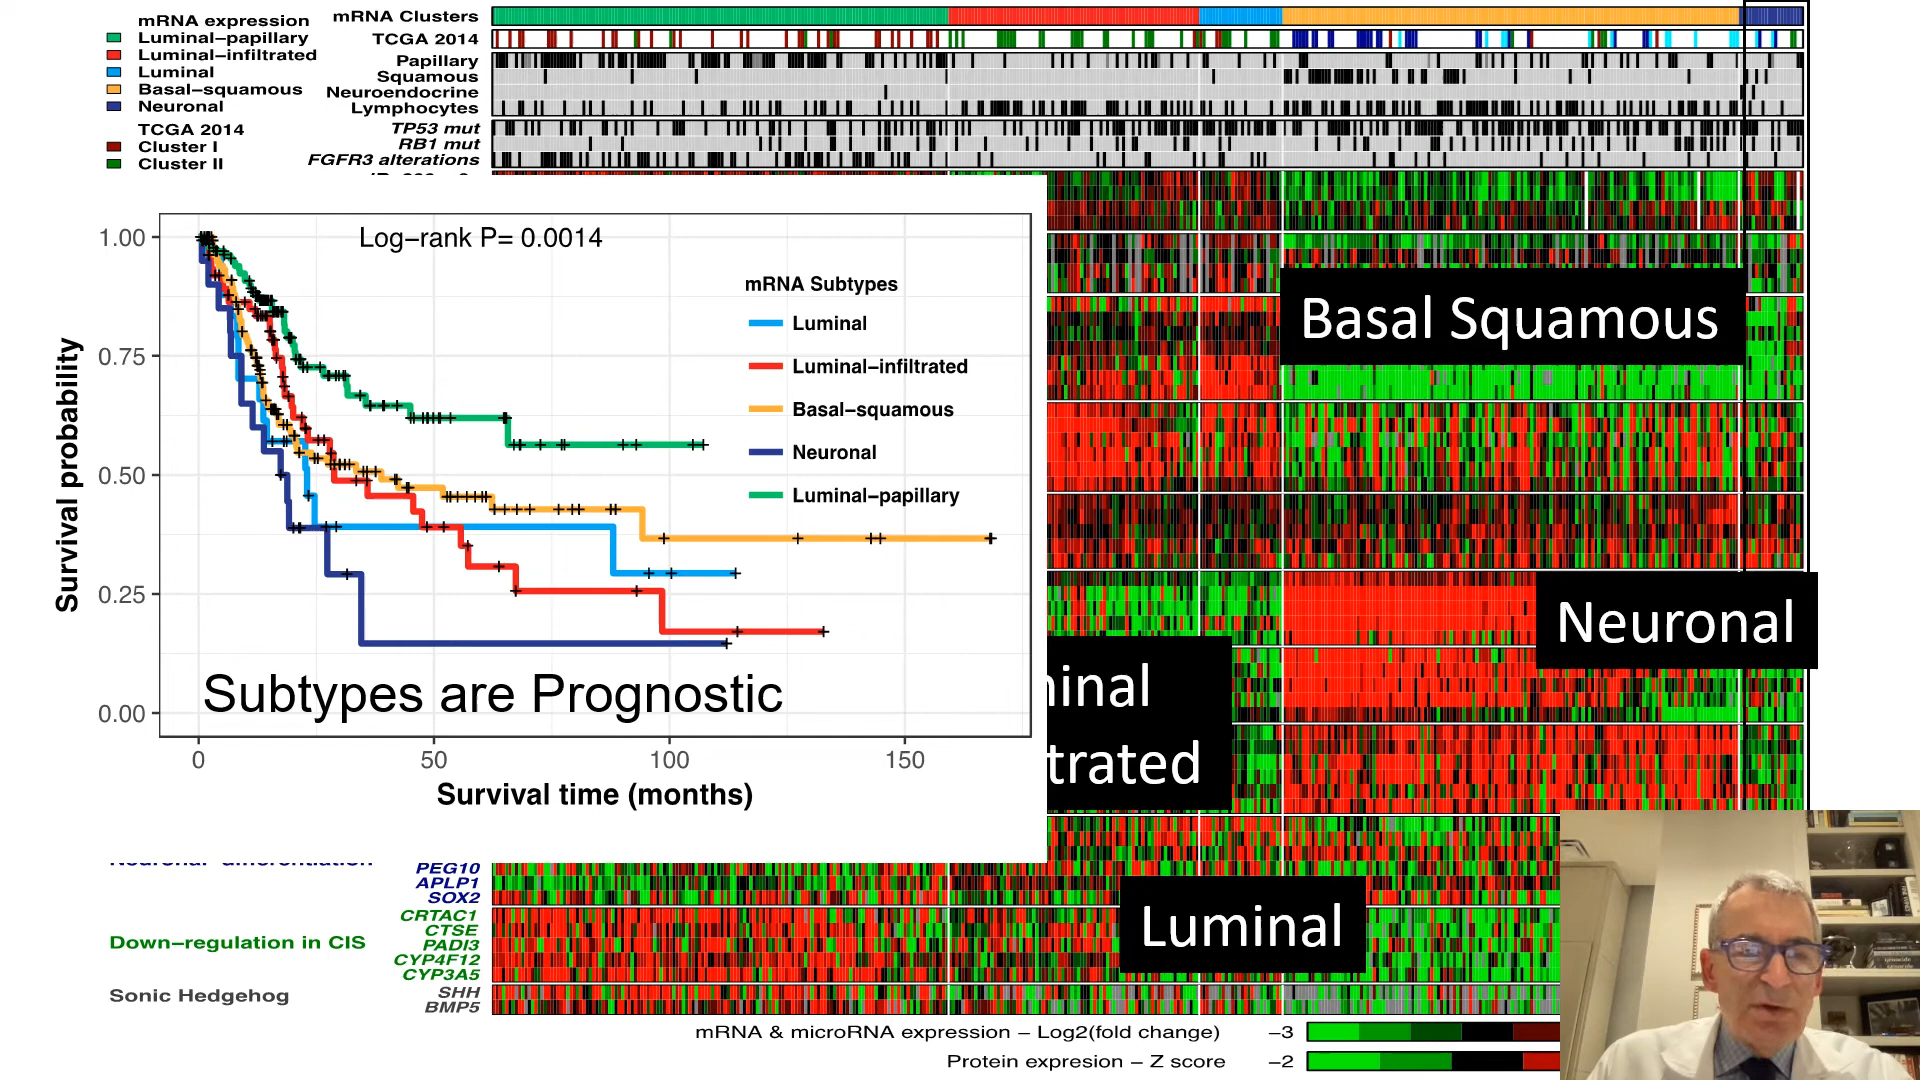 mRNA expression
Luminal–papillary
Luminal–infiltrated
Luminal
Basal–squamous
Neuronal
TCGA 2014
Cluster I
Cluster II
mRNA Clusters
TCGA 2014
Papillary
Squamous
Neuroendocrine
Lymphocytes
TP53 mut
RB1 mut
FGFR3 alterations
Log–rank P= 0.0014
mRNA Subtypes
Luminal
Luminal–infiltrated
Basal–squamous
Neuronal
Luminal–papillary
Survival probability
1.00
0.75
0.50
0.25
0.00
Subtypes are Prognostic
0 50 100 150
Survival time (months)
Basal Squamous
Neuronal
inal
trated
Luminal
PEG10
APLP1
SOX2
Down–regulation in CIS
CRTAC1
CTSE
PADI3
CYP4F12
CYP3A5
Sonic Hedgehog
SHH
BMP5
mRNA & microRNA expression – Log2(fold change) –3
Protein expresion – Z score –2